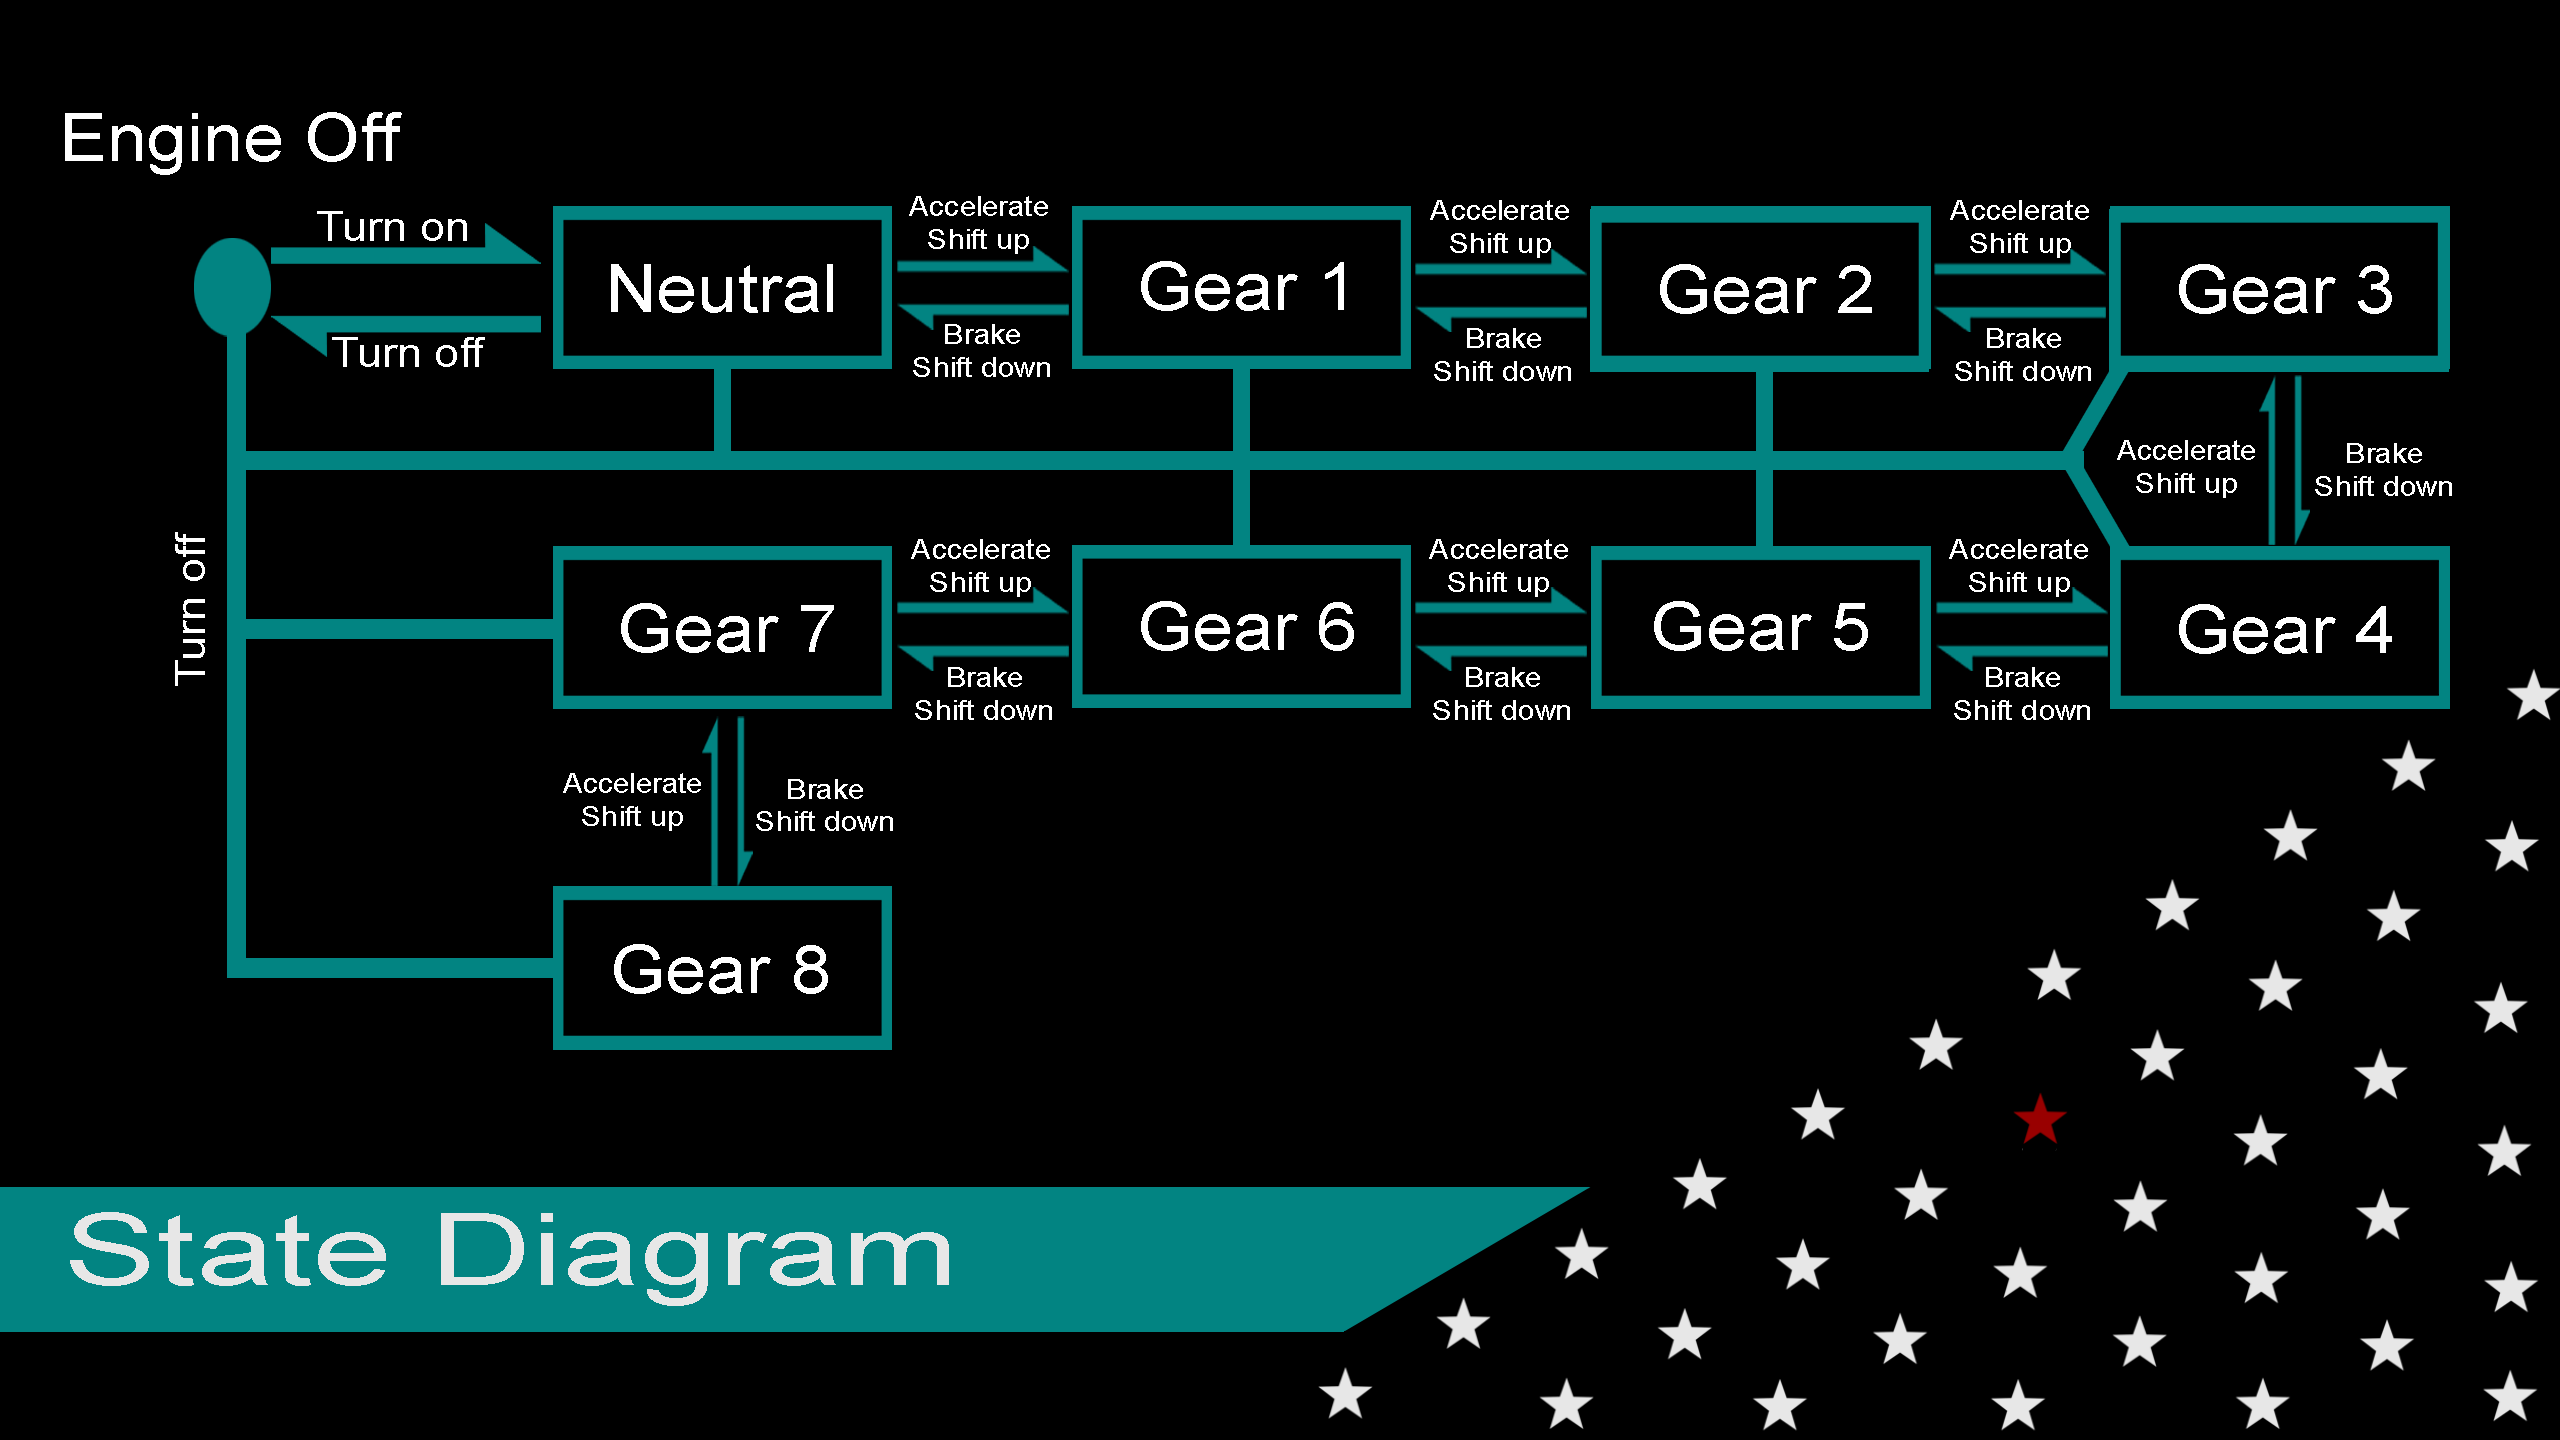 Engine Off
Turn on
Turn off
Neutral
Accelerate
Shift up
Brake
Shift down
Gear 1
Accelerate
Shift up
Brake
Shift down
Gear 2
Accelerate
Shift up
Brake
Shift down
Gear 3
Accelerate
Shift up
Brake
Shift down
Turn off
Gear 7
Accelerate
Shift up
Brake
Shift down
Gear 6
Accelerate
Shift up
Brake
Shift down
Gear 5
Accelerate
Shift up
Brake
Shift down
Gear 4
Accelerate
Shift up
Brake
Shift down
Gear 8
State Diagram